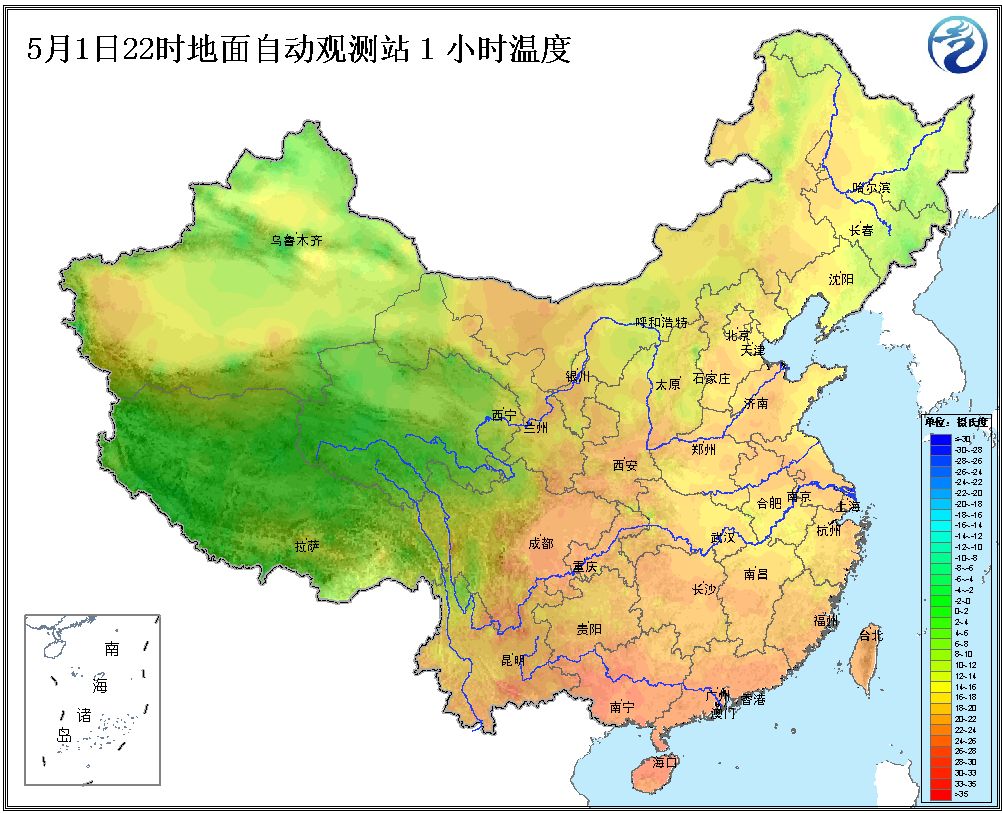 5月1日22时地面自动观测站 1 小时温度
哈尔滨
长春
沈阳
乌鲁木齐
呼和浩特
北京
天津
银川
太原
石家庄
西宁
兰州
济南
西安
郑州
合肥
南京
上海
拉萨
成都
重庆
武汉
杭州
南昌
长沙
贵阳
福州
台北
昆明
南宁
广州
香港
澳门
海口
南
海
诸
岛
单位: 摄氏度
≤-30
-30~-28
-28~-26
-26~-24
-24~-22
-22~-20
-20~-18
-18~-16
-16~-14
-14~-12
-12~-10
-10~-8
-8~-6
-6~-4
-4~-2
-2~0
0~2
2~4
4~6
6~8
8~10
10~12
12~14
14~16
16~18
18~20
20~22
22~24
24~26
26~28
28~30
30~33
33~35
>35